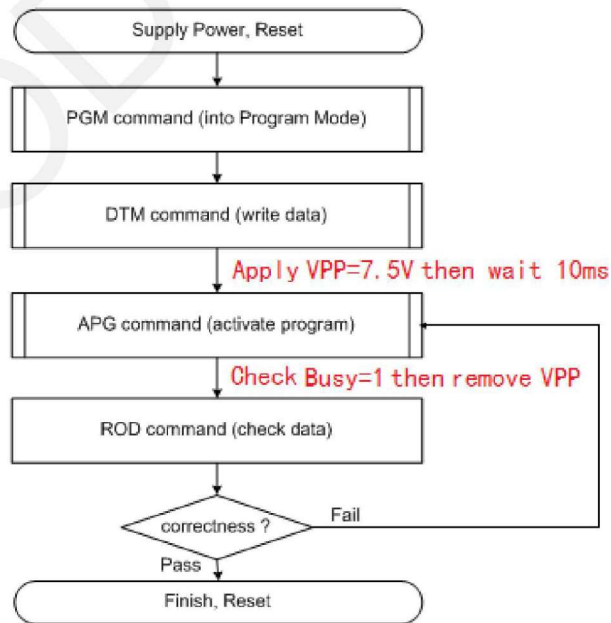 Supply Power, Reset
PGM command (into Program Mode)
DTM command (write data)
Apply VPP=7.5V then wait 10ms
APG command (activate program)
Check Busy=1 then remove VPP
ROD command (check data)
correctness ?
Fail
Pass
Finish, Reset